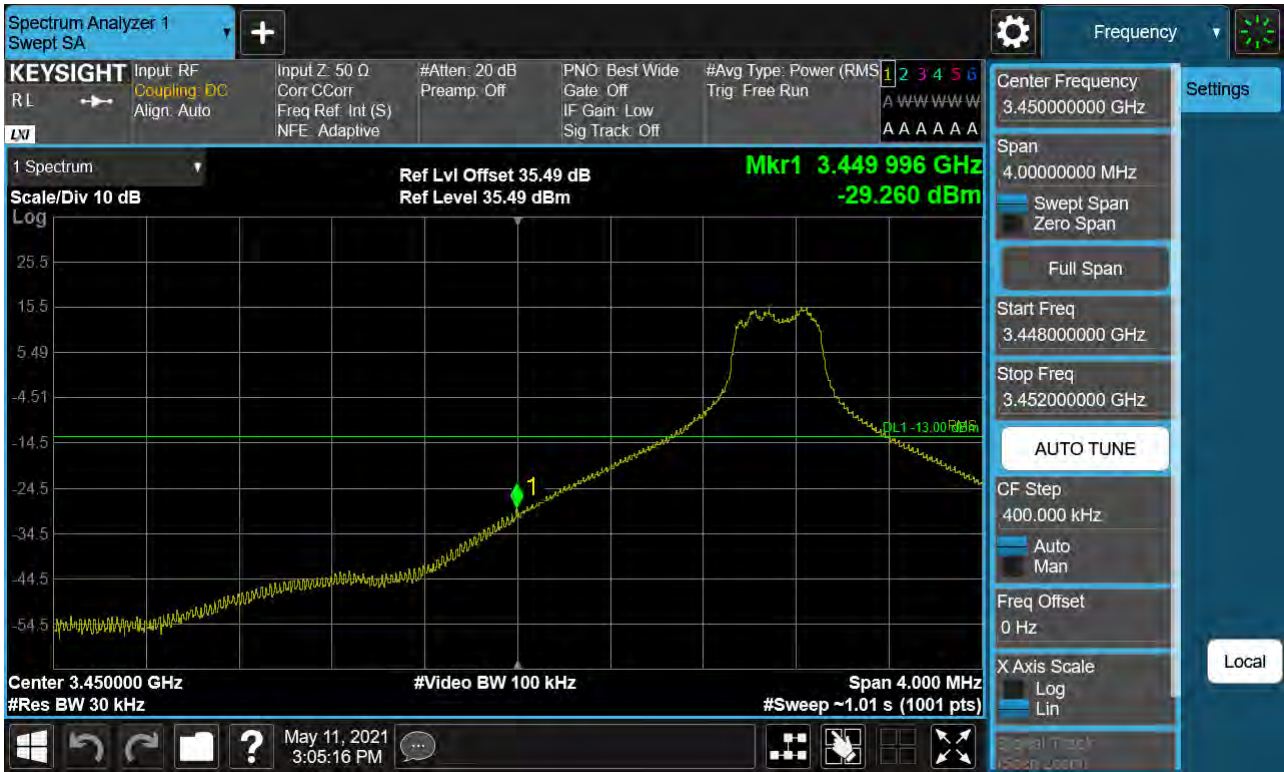 Spectrum Analyzer 1
Swept SA
+
Frequency
KEYSIGHT
RL
LXI
Input: RF
Coupling: DC
Align: Auto
Input Z: 50 Ω
Corr CCorr
Freq Ref: Int (S)
NFE: Adaptive
#Atten: 20 dB
Preamp: Off
PNO: Best Wide
Gate: Off
IF Gain: Low
Sig Track: Off
#Avg Type: Power (RMS
Trig: Free Run
1 2 3 4 5 6
A W W W W W
A A A A A A
1 Spectrum
Scale/Div 10 dB
Log
Ref Lvl Offset 35.49 dB
Ref Level 35.49 dBm
Mkr1 3.449 996 GHz
-29.260 dBm
25.5
15.5
5.49
-4.51
-14.5
-24.5
-34.5
-44.5
-54.5
1
DL1 -13.00 dBm
Center 3.450000 GHz
#Res BW 30 kHz
#Video BW 100 kHz
Span 4.000 MHz
#Sweep ~1.01 s (1001 pts)
Center Frequency
3.450000000 GHz
Settings
Span
4.00000000 MHz
Swept Span
Zero Span
Full Span
Start Freq
3.448000000 GHz
Stop Freq
3.452000000 GHz
AUTO TUNE
CF Step
400.000 kHz
Auto
Man
Freq Offset
0 Hz
X Axis Scale
Log
Lin
Signal Track
(Span Zoom)
Local
?
May 11, 2021
3:05:16 PM